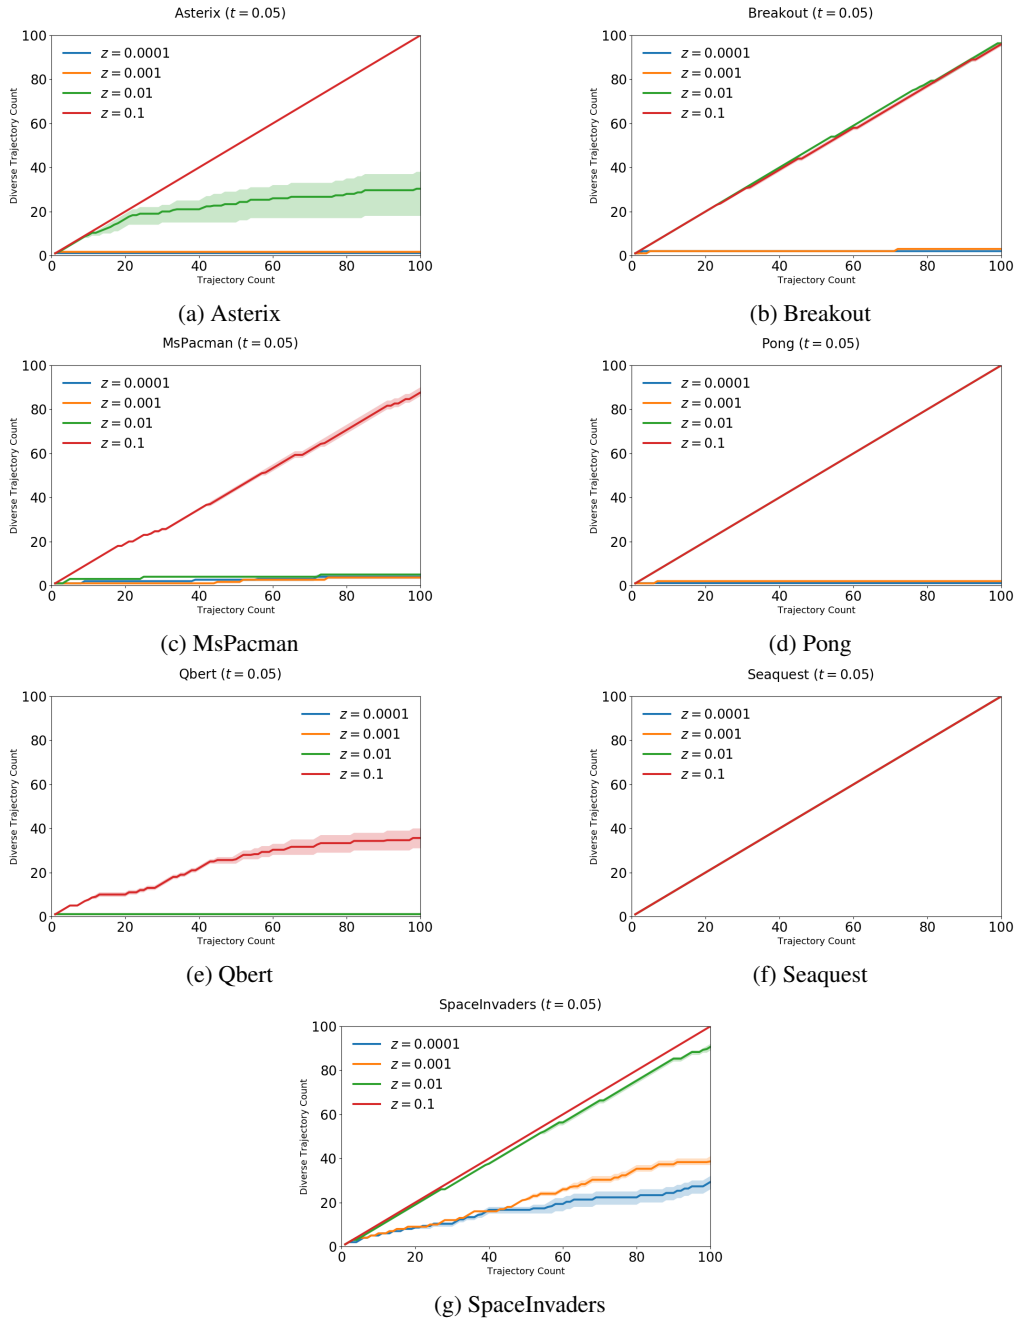 Asterix (t = 0.05)
100
80
60
40
20
0
0 20 40 60 80 100
Diverse Trajectory Count
Trajectory Count
z = 0.0001
z = 0.001
z = 0.01
z = 0.1
(a) Asterix
Breakout (t = 0.05)
100
80
60
40
20
0
0 20 40 60 80 100
Diverse Trajectory Count
Trajectory Count
z = 0.0001
z = 0.001
z = 0.01
z = 0.1
(b) Breakout
MsPacman (t = 0.05)
100
80
60
40
20
0
0 20 40 60 80 100
Diverse Trajectory Count
Trajectory Count
z = 0.0001
z = 0.001
z = 0.01
z = 0.1
(c) MsPacman
Pong (t = 0.05)
100
80
60
40
20
0
0 20 40 60 80 100
Diverse Trajectory Count
Trajectory Count
z = 0.0001
z = 0.001
z = 0.01
z = 0.1
(d) Pong
Qbert (t = 0.05)
100
80
60
40
20
0
0 20 40 60 80 100
Diverse Trajectory Count
Trajectory Count
z = 0.0001
z = 0.001
z = 0.01
z = 0.1
(e) Qbert
Seaquest (t = 0.05)
100
80
60
40
20
0
0 20 40 60 80 100
Diverse Trajectory Count
Trajectory Count
z = 0.0001
z = 0.001
z = 0.01
z = 0.1
(f) Seaquest
SpaceInvaders (t = 0.05)
100
80
60
40
20
0
0 20 40 60 80 100
Diverse Trajectory Count
Trajectory Count
z = 0.0001
z = 0.001
z = 0.01
z = 0.1
(g) SpaceInvaders